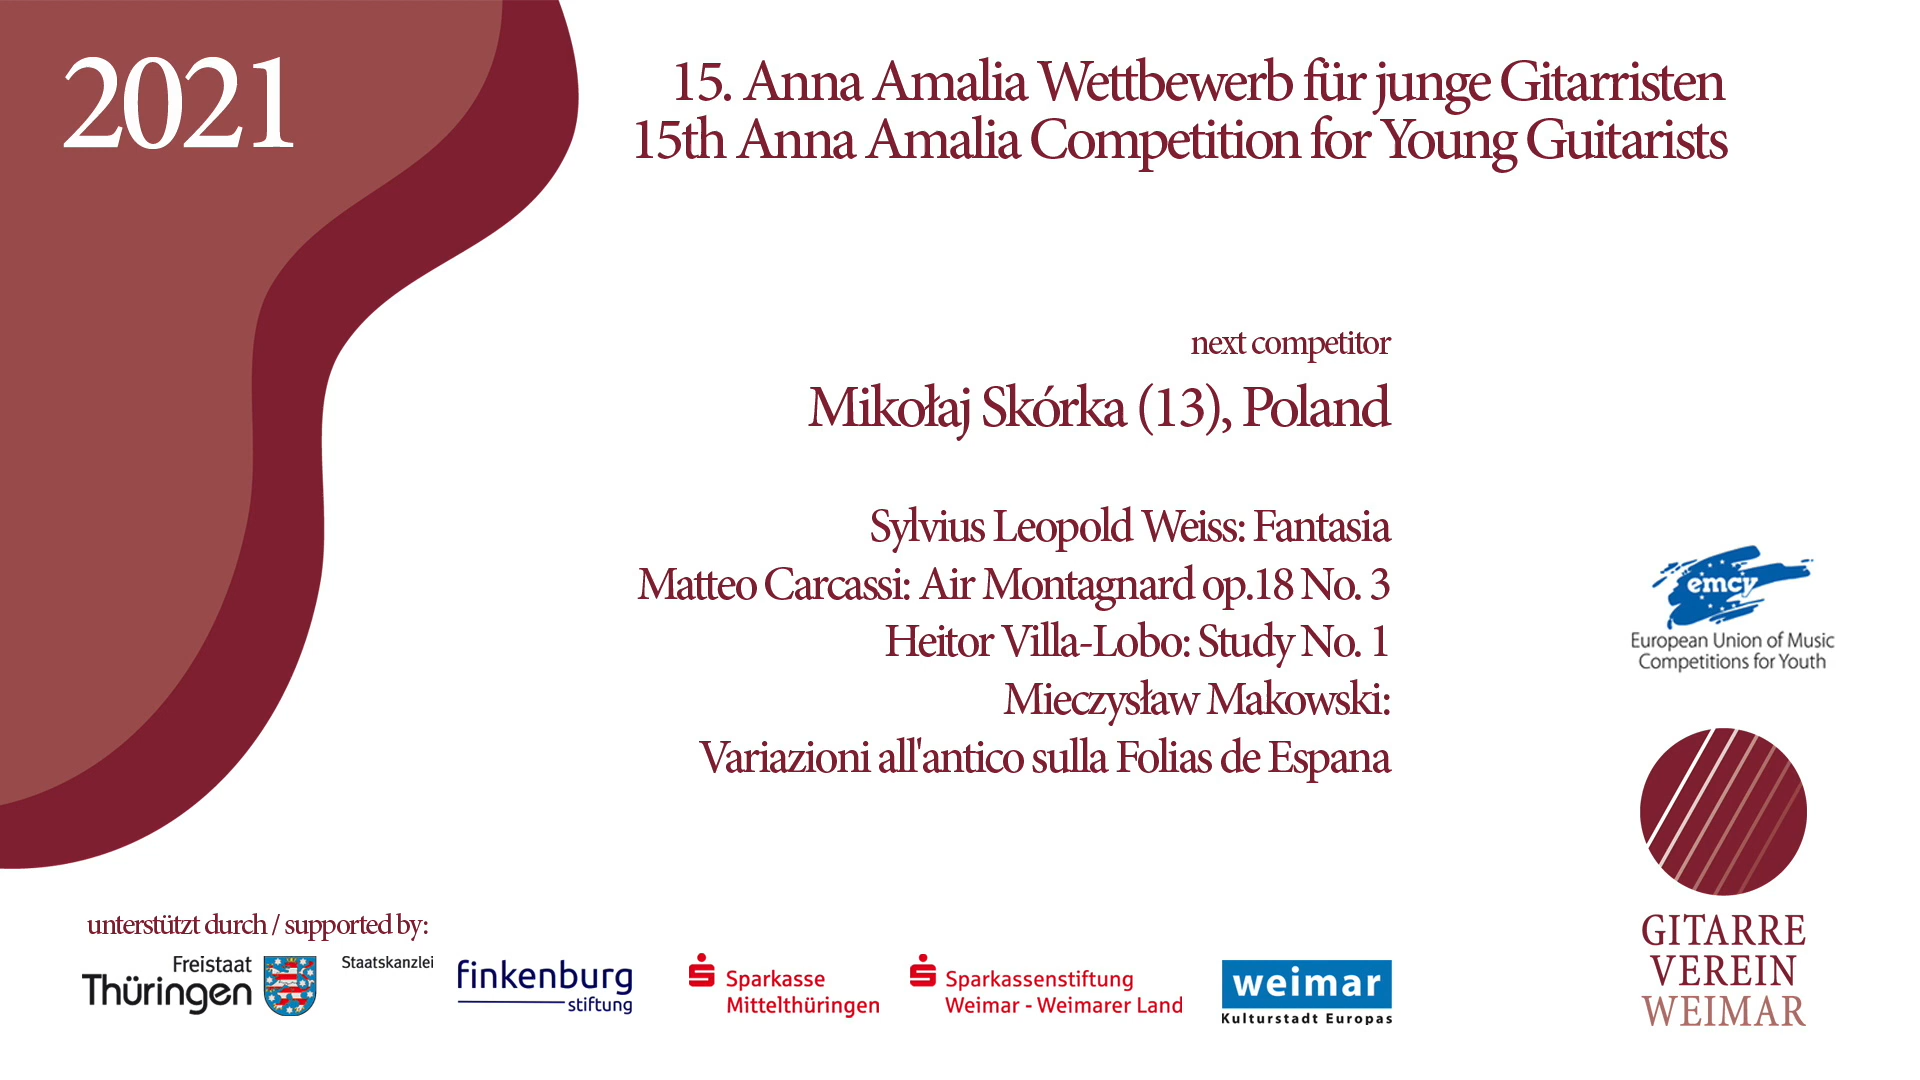 2021
15. Anna Amalia Wettbewerb für junge Gitarristen
15th Anna Amalia Competition for Young Guitarists
next competitor
Mikołaj Skórka (13), Poland
Sylvius Leopold Weiss: Fantasia
Matteo Carcassi: Air Montagnard op.18 No. 3
Heitor Villa-Lobo: Study No. 1
Mieczysław Makowski:
Variazioni all'antico sulla Folias de Espana
emcy
European Union of Music
Competitions for Youth
GITARRE
VEREIN
WEIMAR
unterstützt durch / supported by:
Freistaat
Thüringen
Staatskanzlei
finkenburg
stiftung
Sparkasse
Mittelthüringen
Sparkassenstiftung
Weimar - Weimarer Land
weimar
Kulturstadt Europas